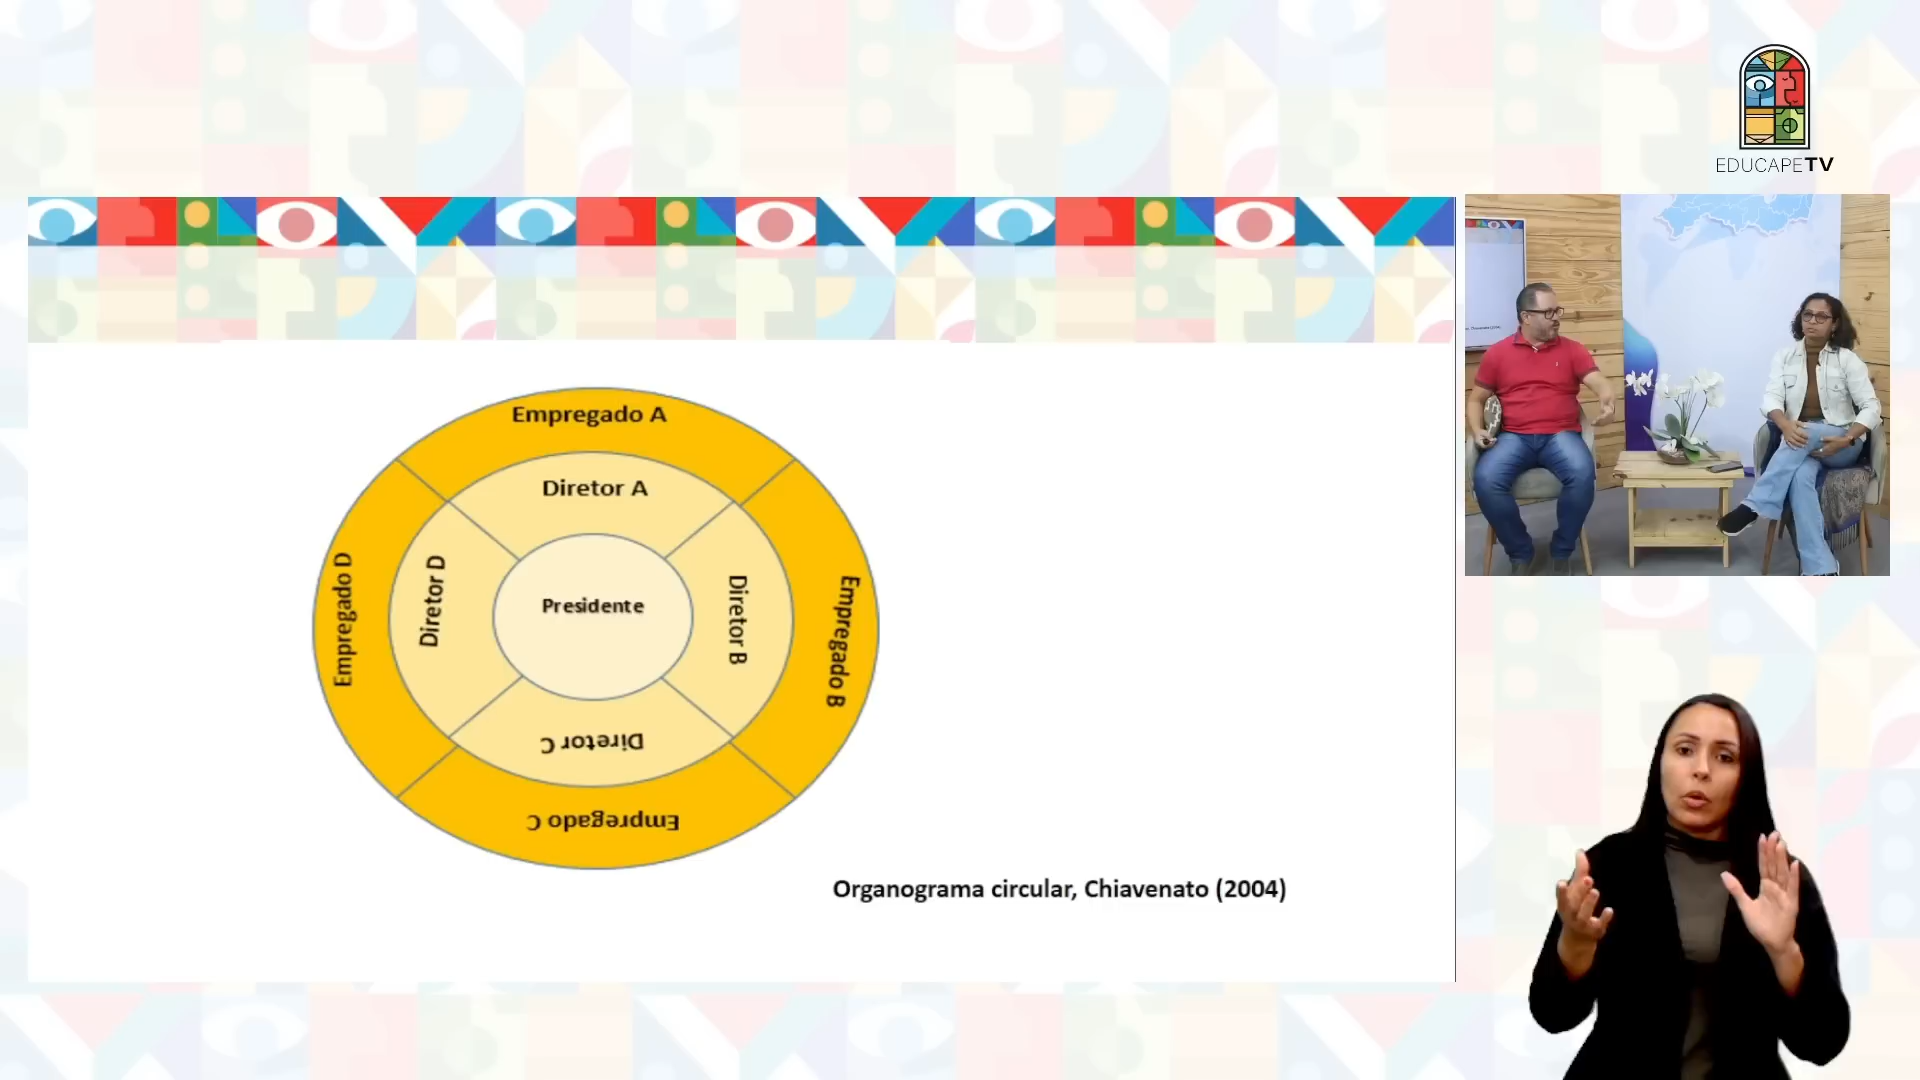 EDUCAPETV
Empregado A
Diretor A
Empregado D
Diretor D
Presidente
Diretor B
Empregado B
Diretor C
Empregado C
Organograma circular, Chiavenato (2004)